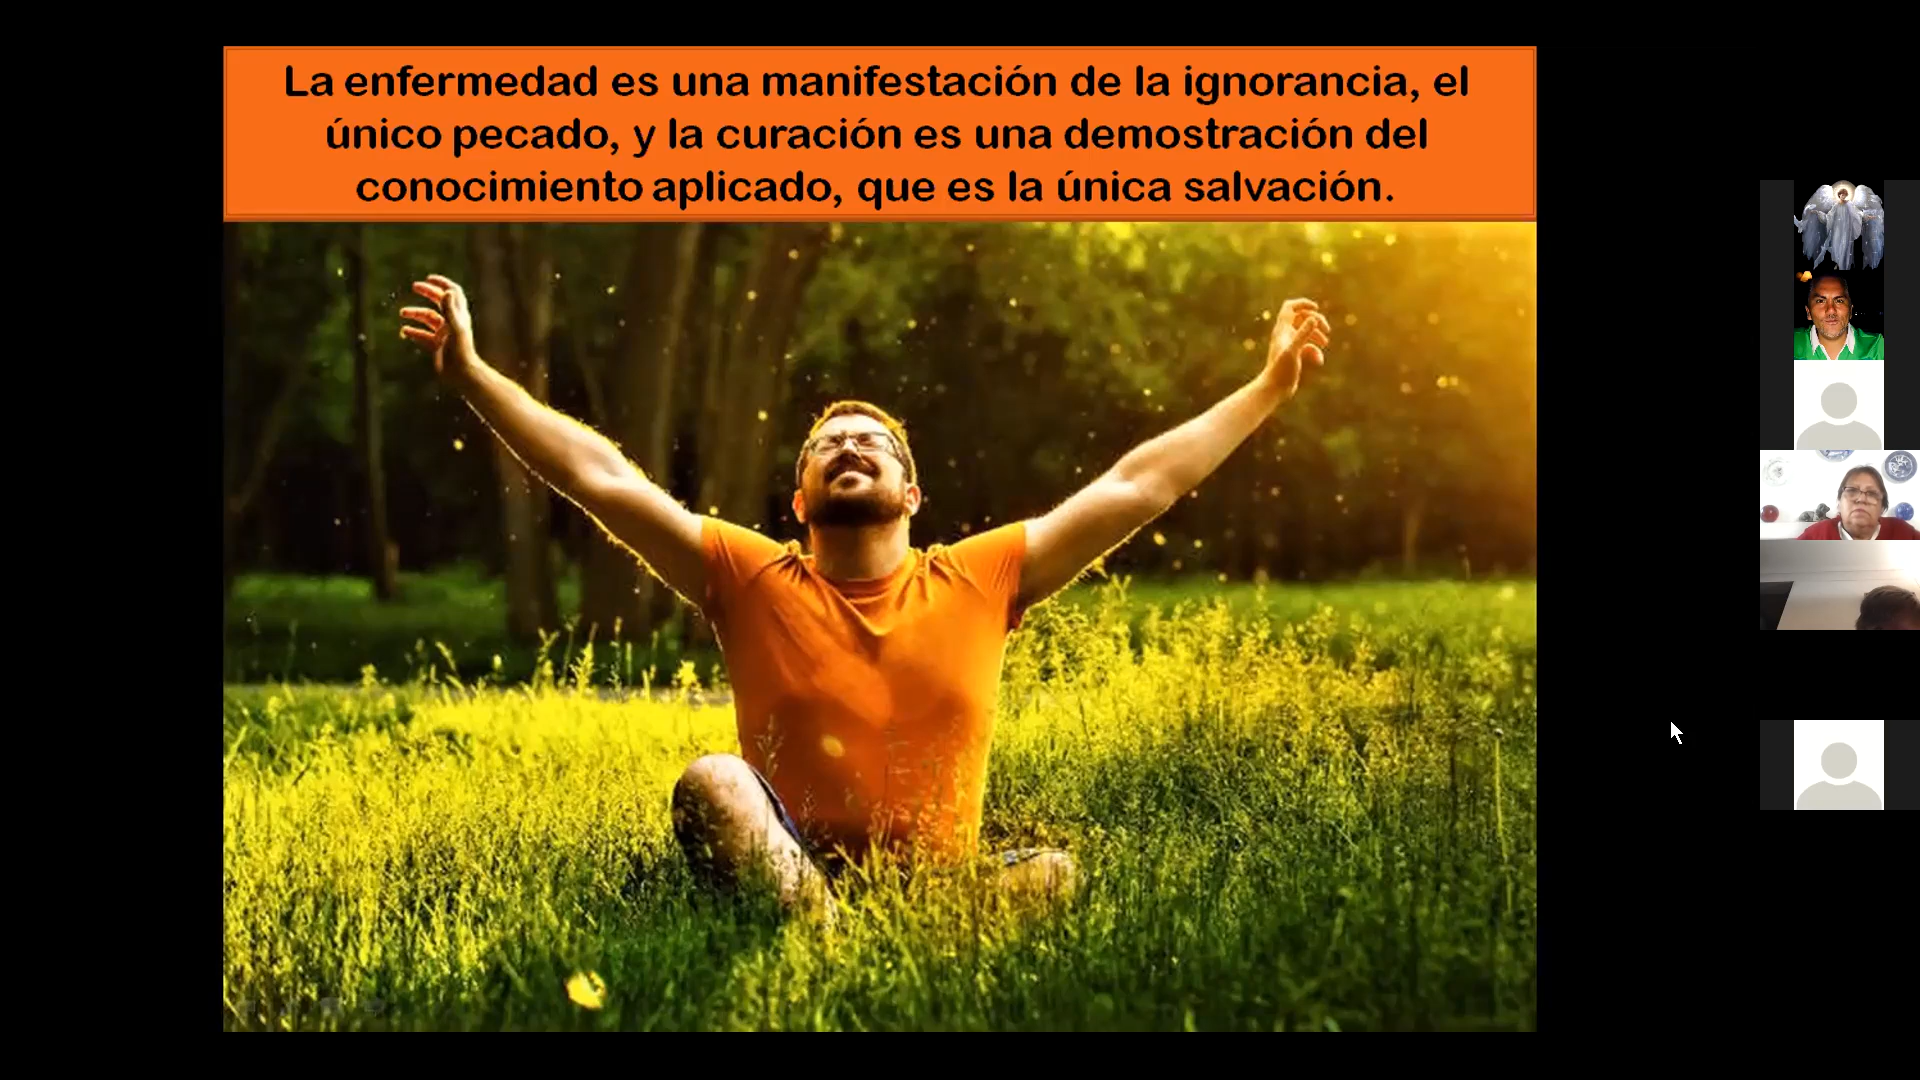 La enfermedad es una manifestación de la ignorancia, el
único pecado, y la curación es una demostración del
conocimiento aplicado, que es la única salvación.